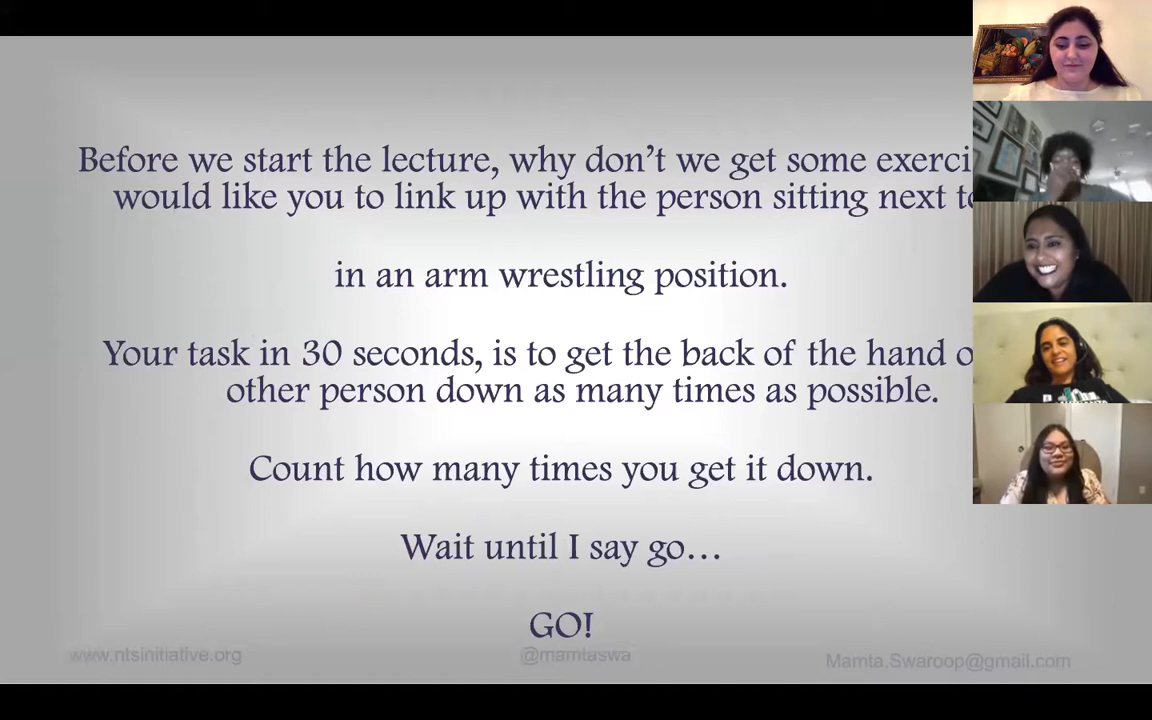 Before we start the lecture, why don’t we get some exerci
would like you to link up with the person sitting next to
in an arm wrestling position.
Your task in 30 seconds, is to get the back of the hand o
other person down as many times as possible.
Count how many times you get it down.
Wait until I say go…
GO!
www.ntsinitiative.org @mamtaswa Mamta.Swaroop@gmail.com